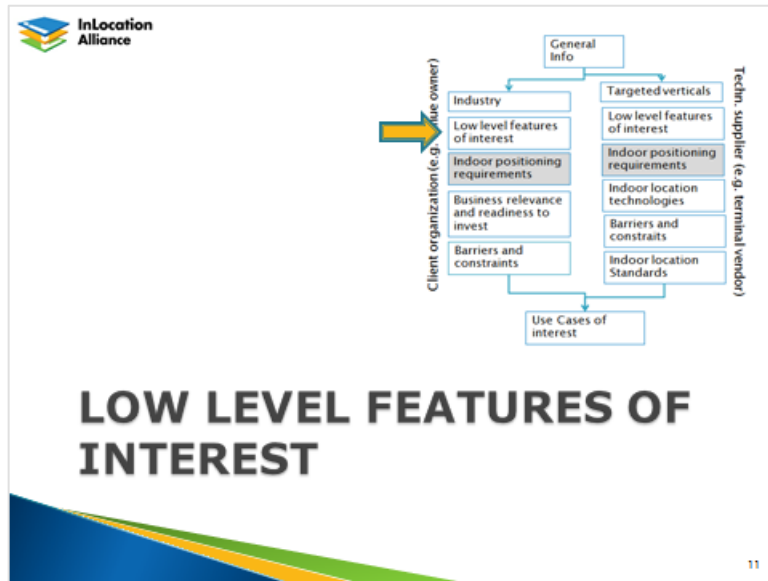 InLocation
Alliance
General
Info
Client organization(e.g. lue owner)
Industry
Low level features
of interest
Indoor positioning
requirements
Business relevance
and readiness to
invest
Barriers and
constraints
Targeted verticals
Low level features
of interest
Indoor positioning
requirements
Indoor location
technologies
Barriers and
constraits
Indoor location
Standards
Techn. supplier (e.g. terminal vendor)
Use Cases of
interest
LOW LEVEL FEATURES OF
INTEREST
11